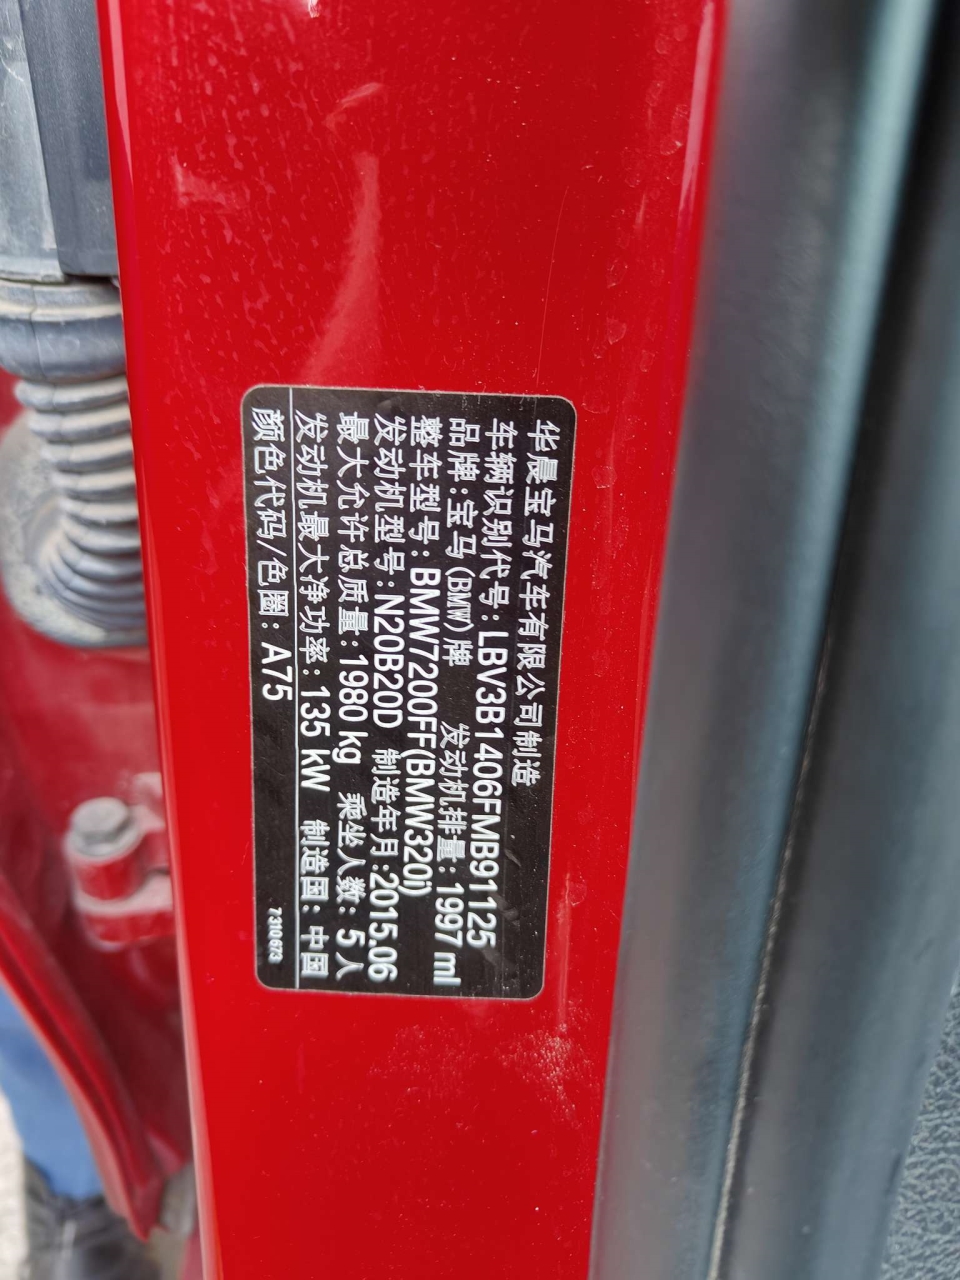 华晨宝马汽车有限公司制造
车辆识别代号: LBV3B1406FMB91125
品牌:宝马(BMW)牌 发动机排量: 1997 ml
整车型号: BMW7200FF(BMW320i)
发动机型号: N20B20D 制造年月:2015.06
最大允许总质量: 1980 kg 乘坐人数: 5人
发动机最大净功率: 135 kW 制造国: 中国
颜色代码/色圈: A75
7310673